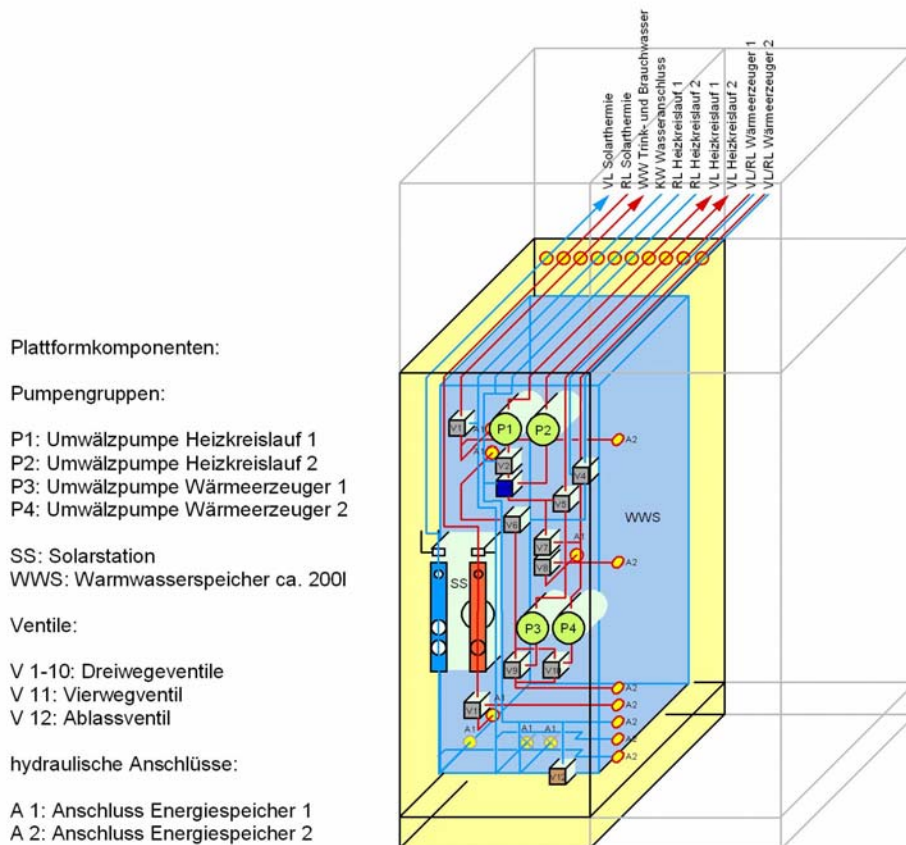 VL Solarthermie
RL Solarthermie
WW Trink- und Brauchwasser
KW Wasseranschluss
RL Heizkreislauf 1
RL Heizkreislauf 2
VL Heizkreislauf 1
VL Heizkreislauf 2
VL/RL Wärmeerzeuger 1
VL/RL Wärmeerzeuger 2
Plattformkomponenten:
Pumpengruppen:
P1: Umwälzpumpe Heizkreislauf 1
P2: Umwälzpumpe Heizkreislauf 2
P3: Umwälzpumpe Wärmeerzeuger 1
P4: Umwälzpumpe Wärmeerzeuger 2
SS: Solarstation
WWS: Warmwasserspeicher ca. 200l
Ventile:
V 1-10: Dreiwegeventile
V 11: Vierwegventil
V 12: Ablassventil
hydraulische Anschlüsse:
A 1: Anschluss Energiespeicher 1
A 2: Anschluss Energiespeicher 2
V1
A1
P1
P2
A2
A1
V2
V4
V6
WWS
V7
A1
V8
A2
SS
P3
P4
V9
V10
A2
A1
A2
A2
A1
A1
A1
A2
A2
V12